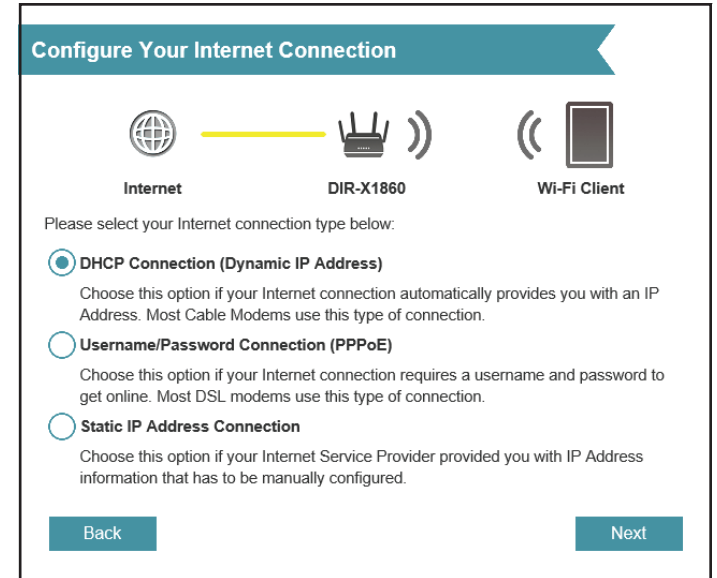 Configure Your Internet Connection
Internet DIR-X1860 Wi-Fi Client
Please select your Internet connection type below:
DHCP Connection (Dynamic IP Address)
Choose this option if your Internet connection automatically provides you with an IP
Address. Most Cable Modems use this type of connection.
Username/Password Connection (PPPoE)
Choose this option if your Internet connection requires a username and password to
get online. Most DSL modems use this type of connection.
Static IP Address Connection
Choose this option if your Internet Service Provider provided you with IP Address
information that has to be manually configured.
Back Next